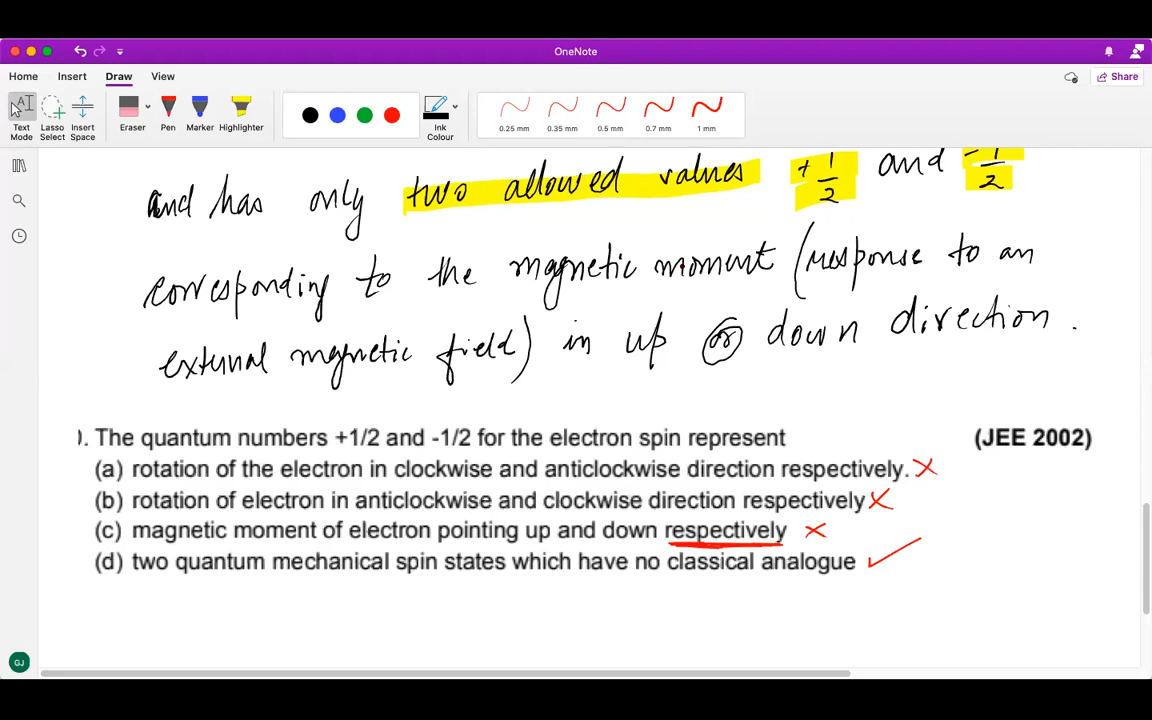 OneNote
Home Insert Draw View
Share
Text Mode
Lasso Select
Insert Space
Eraser
Pen
Marker
Highlighter
Ink Colour
0.25 mm 0.35 mm 0.5 mm 0.7 mm 1 mm
and has only two allowed values +1/2 and -1/2
corresponding to the magnetic moment (response to an
external magnetic field) in up or down direction.
). The quantum numbers +1/2 and -1/2 for the electron spin represent (JEE 2002)
(a) rotation of the electron in clockwise and anticlockwise direction respectively.
(b) rotation of electron in anticlockwise and clockwise direction respectively
(c) magnetic moment of electron pointing up and down respectively
(d) two quantum mechanical spin states which have no classical analogue
GJ